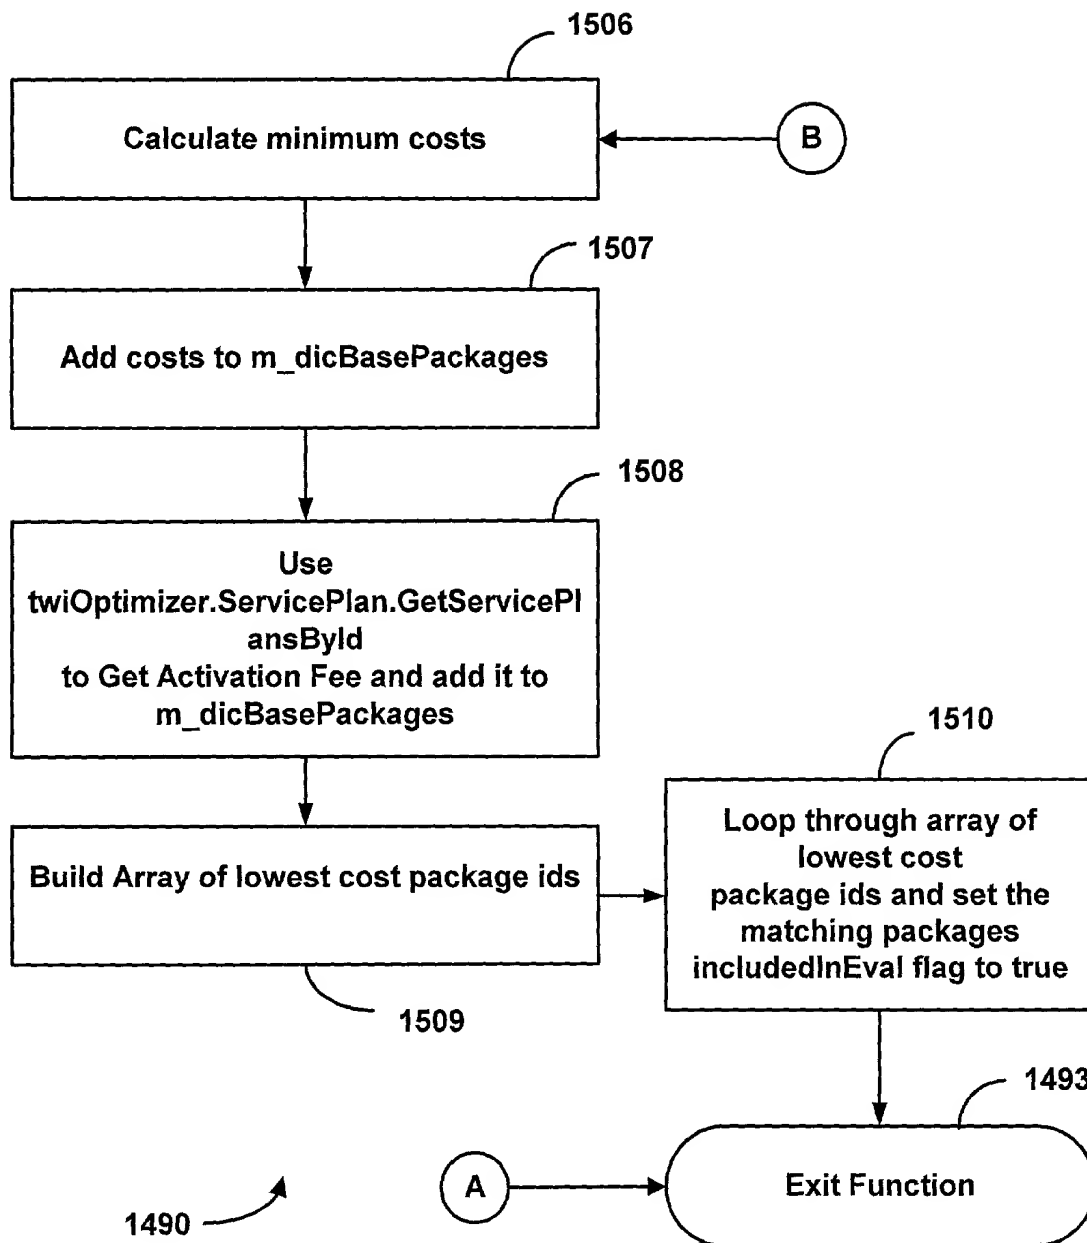 1506
Calculate minimum costs
B
1507
Add costs to m_dicBasePackages
1508
Use
twiOptimizer.ServicePlan.GetServicePl
ansById
to Get Activation Fee and add it to
m_dicBasePackages
1510
Build Array of lowest cost package ids
Loop through array of
lowest cost
package ids and set the
matching packages
includedInEval flag to true
1509
1493
A
Exit Function
1490